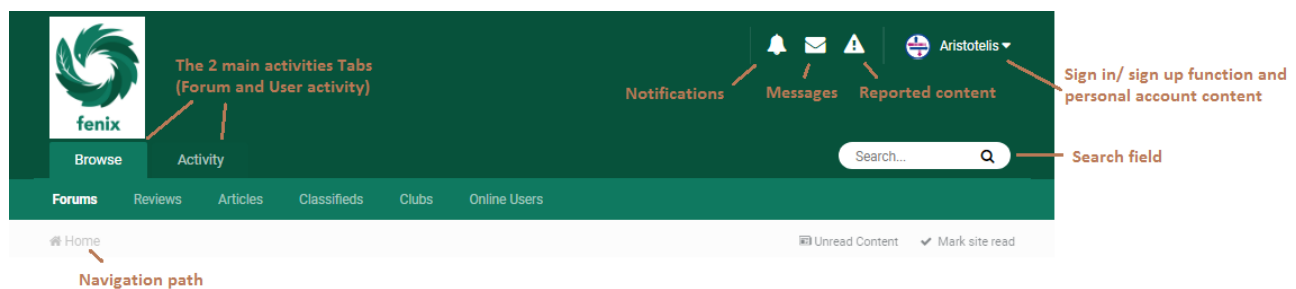 fenix
The 2 main activities Tabs
(Forum and User activity)
Aristotelis
Notifications
Messages
Reported content
Sign in/ sign up function and
personal account content
Browse
Activity
Search...
Search field
Forums
Reviews
Articles
Classifieds
Clubs
Online Users
Home
Unread Content
Mark site read
Navigation path